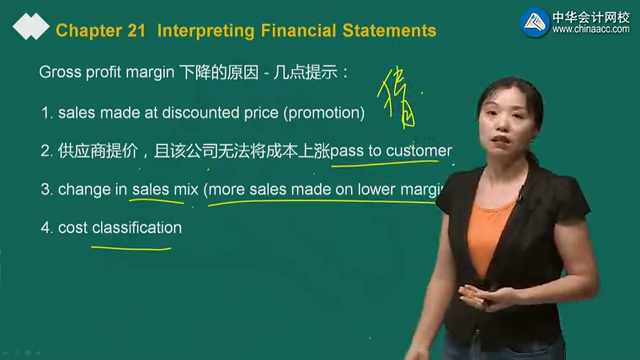 中华会计网校
www.chinaacc.com
Chapter 21 Interpreting Financial Statements
Gross profit margin 下降的原因 - 几点提示：
1. sales made at discounted price (promotion)
2. 供应商提价，且该公司无法将成本上涨pass to customer
3. change in sales mix (more sales made on lower margin
4. cost classification